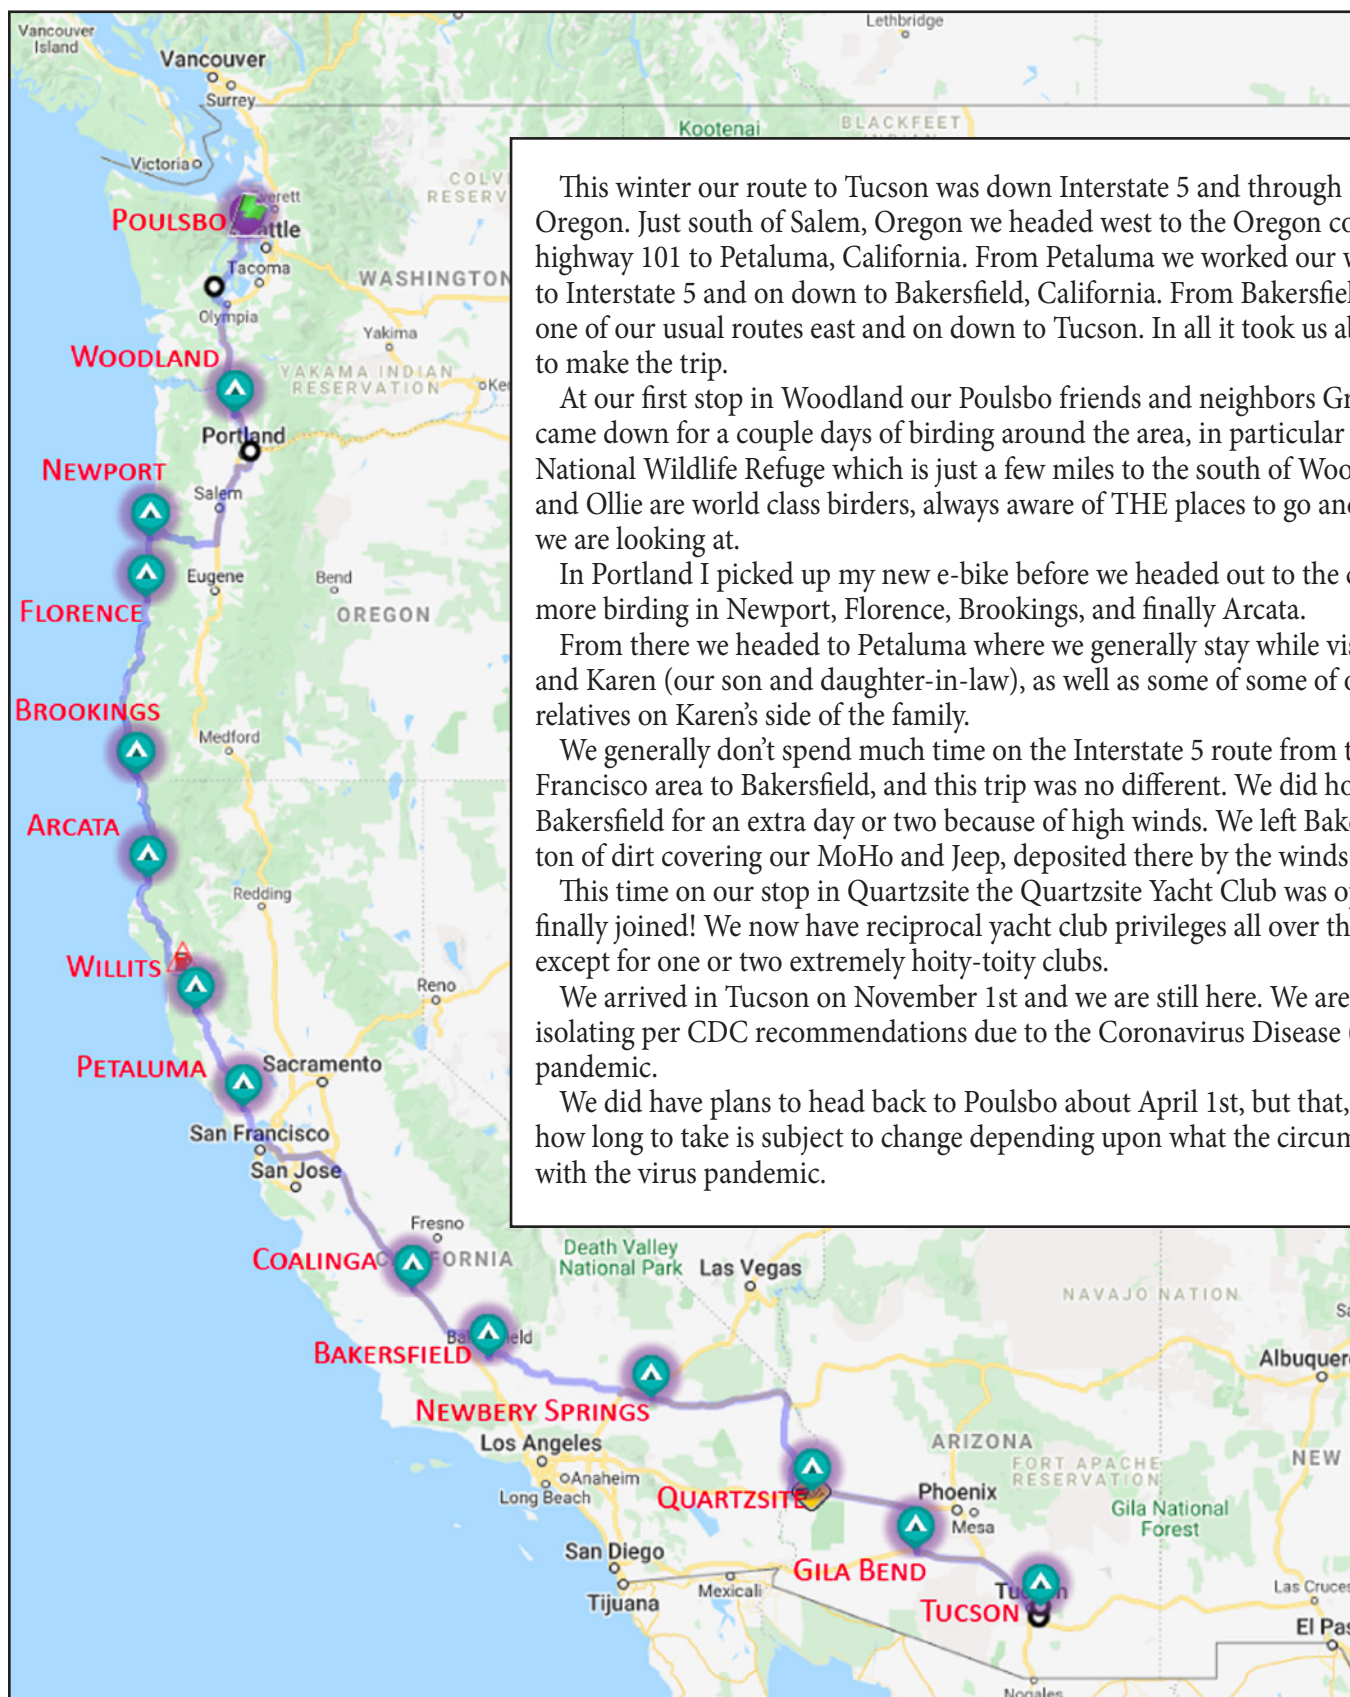 Vancouver
Island
Vancouver
Surrey
Lethbridge
Kootenai
BLACKFEET
Victoria
POULSBO
Tacoma
WASHINGTON
Olympia
Yakima
WOODLAND
YAKAMA INDIAN
RESERVATION
Portland
NEWPORT
Salem
Eugene
Bend
FLORENCE
OREGON
BROOKINGS
Medford
ARCATA
Redding
WILLITS
Reno
PETALUMA
Sacramento
San Francisco
San Jose
Fresno
COALINGA
BAKERSFIELD
Death Valley
National Park
Las Vegas
NAVAJO NATION
NEWBERY SPRINGS
Los Angeles
Anaheim
Long Beach
ARIZONA
FORT APACHE
RESERVATION
NEW
QUARTZSITE
Phoenix
Mesa
Gila National
Forest
San Diego
GILA BEND
Tijuana
Mexicali
TUCSON
Las Cruces
Nogales
This winter our route to Tucson was down Interstate 5 and through
Oregon. Just south of Salem, Oregon we headed west to the Oregon
highway 101 to Petaluma, California. From Petaluma we worked our
to Interstate 5 and on down to Bakersfield, California. From
one of our usual routes east and on down to Tucson. In all it took us
to make the trip.
At our first stop in Woodland our Poulsbo friends and neighbors
came down for a couple days of birding around the area, in particular
National Wildlife Refuge which is just a few miles to the south of
and Ollie are world class birders, always aware of THE places to go
we are looking at.
In Portland I picked up my new e-bike before we headed out to the
more birding in Newport, Florence, Brookings, and finally Arcata.
From there we headed to Petaluma where we generally stay while
and Karen (our son and daughter-in-law), as well as some of some of
relatives on Karen's side of the family.
We generally don't spend much time on the Interstate 5 route from
Francisco area to Bakersfield, and this trip was no different. We did
Bakersfield for an extra day or two because of high winds. We left
ton of dirt covering our MoHo and Jeep, deposited there by the winds
This time on our stop in Quartzsite the Quartzsite Yacht Club was
finally joined! We now have reciprocal yacht club privileges all over
except for one or two extremely hoity-toity clubs.
We arrived in Tucson on November 1st and we are still here. We are
isolating per CDC recommendations due to the Coronavirus Disease
pandemic.
We did have plans to head back to Poulsbo about April 1st, but that,
how long to take is subject to change depending upon what the
with the virus pandemic.